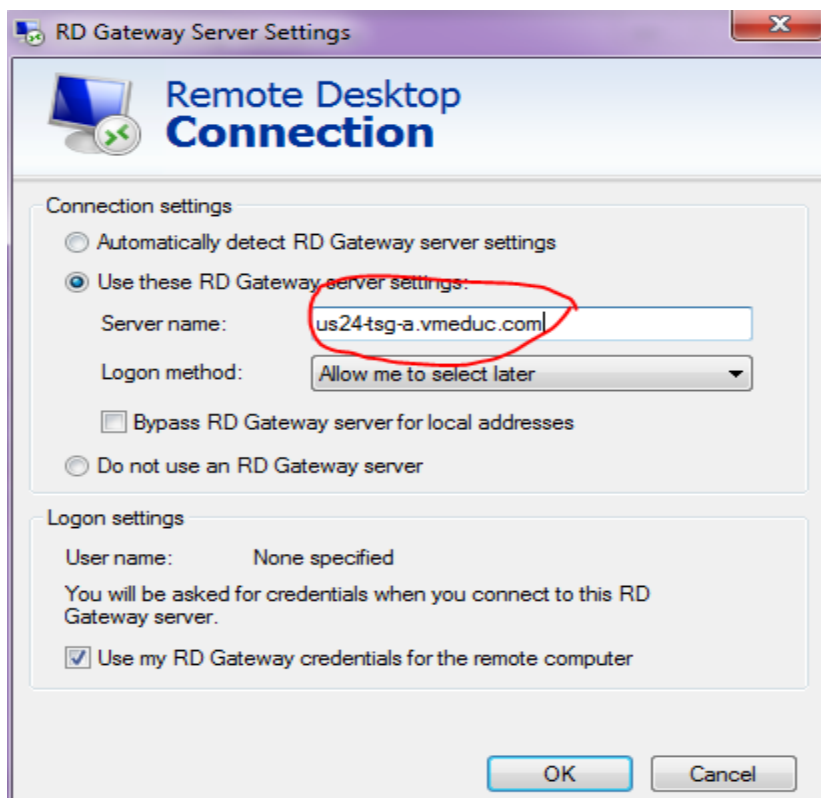 RD Gateway Server Settings
Remote Desktop
Connection
Connection settings
Automatically detect RD Gateway server settings
Use these RD Gateway server settings:
Server name: us24-tsg-a.vmeduc.com
Logon method: Allow me to select later
Bypass RD Gateway server for local addresses
Do not use an RD Gateway server
Logon settings
User name: None specified
You will be asked for credentials when you connect to this RD
Gateway server.
Use my RD Gateway credentials for the remote computer
OK Cancel